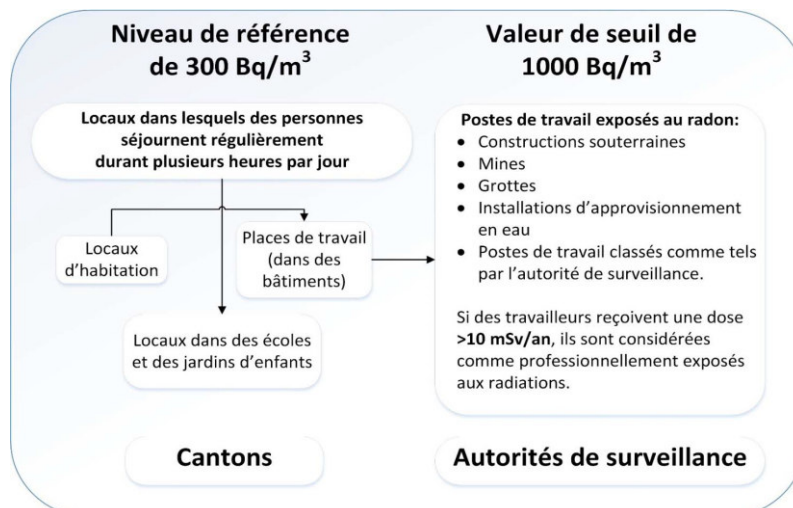 Niveau de référence
de 300 Bq/m³
Locaux dans lesquels des personnes
séjournent régulièrement
durant plusieurs heures par jour
Locaux
d’habitation
Places de travail
(dans des
bâtiments)
Locaux dans des écoles
et des jardins d’enfants
Cantons
Valeur de seuil de
1000 Bq/m³
Postes de travail exposés au radon:
• Constructions souterraines
• Mines
• Grottes
• Installations d’approvisionnement
en eau
• Postes de travail classés comme tels
par l’autorité de surveillance.
Si des travailleurs reçoivent une dose
>10 mSv/an, ils sont considérées
comme professionnellement exposés
aux radiations.
Autorités de surveillance